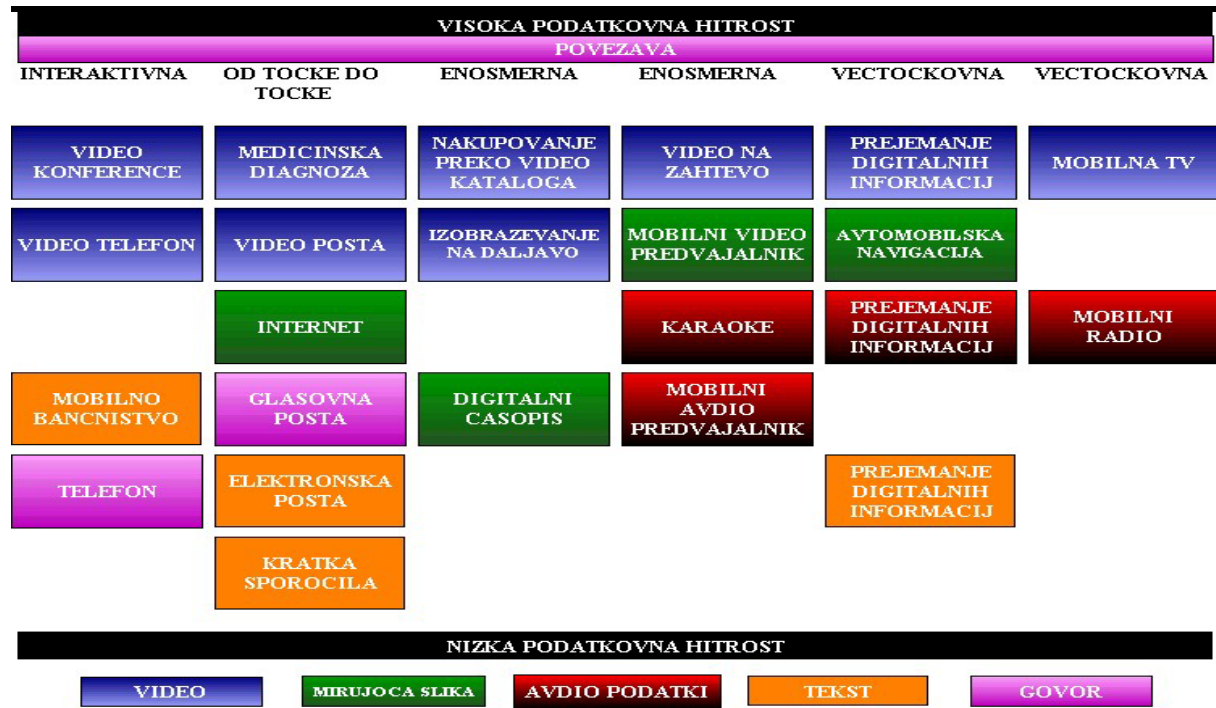 VISOKA PODATKOVNA HITROST
POVEZAVA
INTERAKTIVNA
OD TOCKE DO
TOCKE
ENOSMERNA
ENOSMERNA
VECTOCKOVNA
VECTOCKOVNA
VIDEO
KONFERENCE
MEDICINSKA
DIAGNOZA
NAKUPOVANJE
PREKO VIDEO
KATALOGA
VIDEO NA
ZAHTEVO
PREJEMANJE
DIGITALNIH
INFORMACIJ
MOBILNA TV
VIDEO TELEFON
VIDEO POSTA
IZOBRAZEVANJE
NA DALJAVO
MOBILNI VIDEO
PREDVAJALNIK
AVTOMOBILSKA
NAVIGACIJA
INTERNET
KARAOKE
PREJEMANJE
DIGITALNIH
INFORMACIJ
MOBILNI
RADIO
MOBILNO
BANCNISTVO
GLASOVNA
POSTA
DIGITALNI
CASOPIS
MOBILNI
AVDIO
PREDVAJALNIK
TELEFON
ELEKTRONSKA
POSTA
PREJEMANJE
DIGITALNIH
INFORMACIJ
KRATKA
SPOROCILA
NIZKA PODATKOVNA HITROST
VIDEO
MIRUJOCA SLIKA
AVDIO PODATKI
TEKST
GOVOR